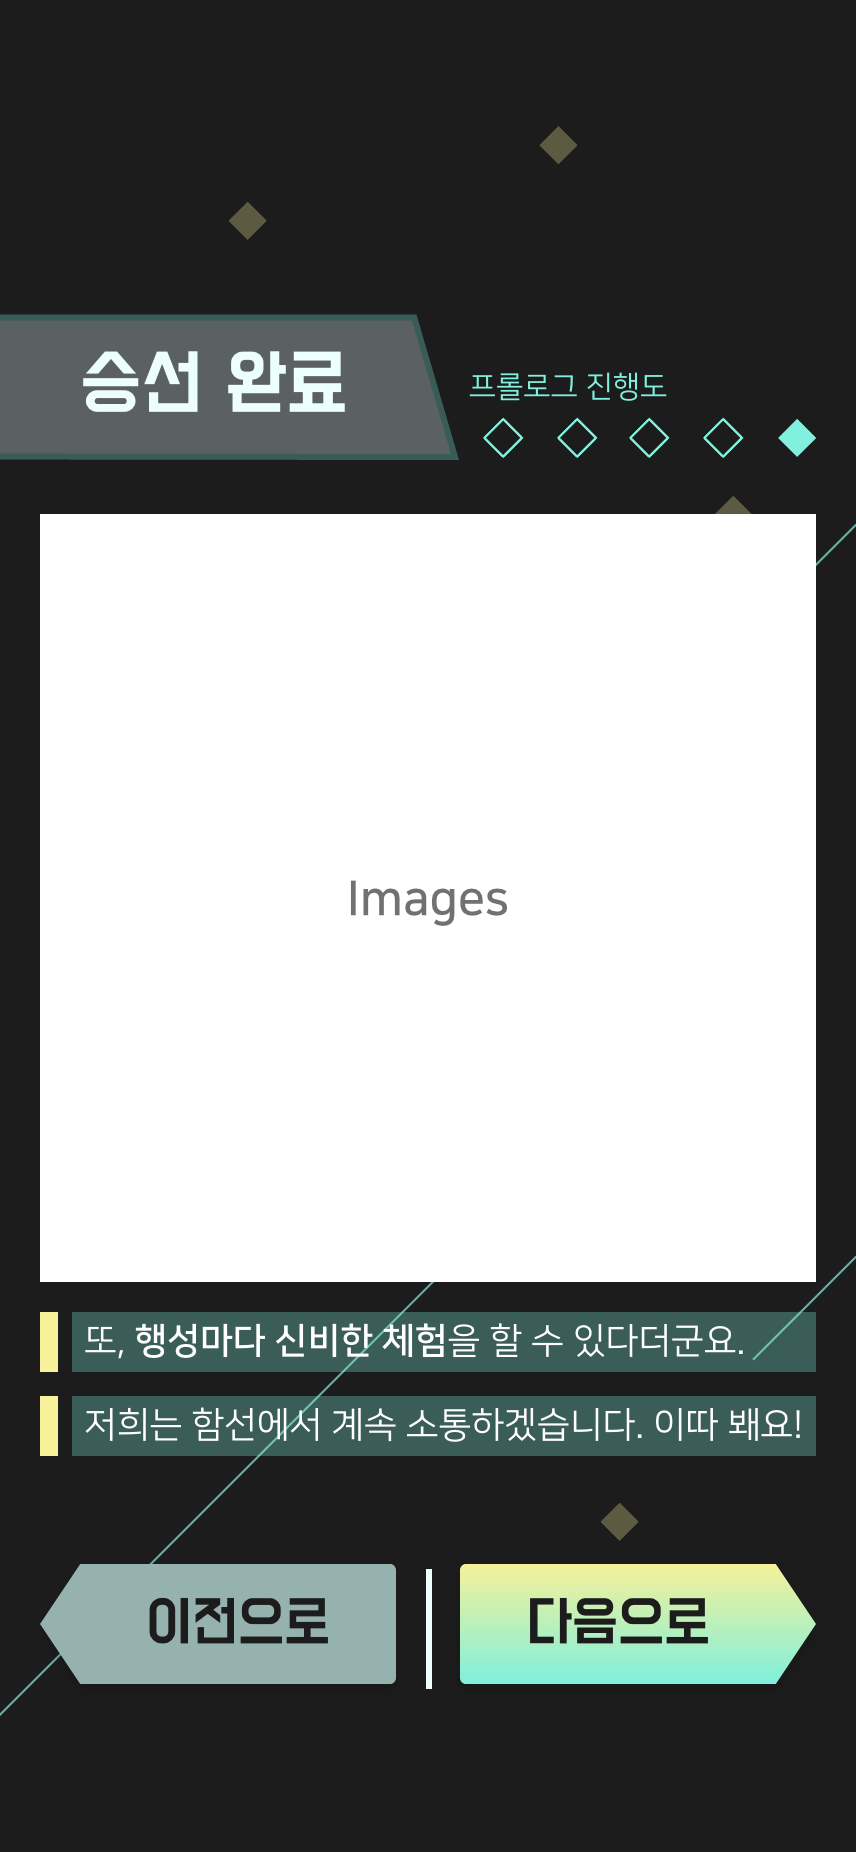 승선 완료
프롤로그 진행도
Images
또, 행성마다 신비한 체험을 할 수 있다더군요.
저희는 함선에서 계속 소통하겠습니다. 이따 봬요!
이전으로
다음으로